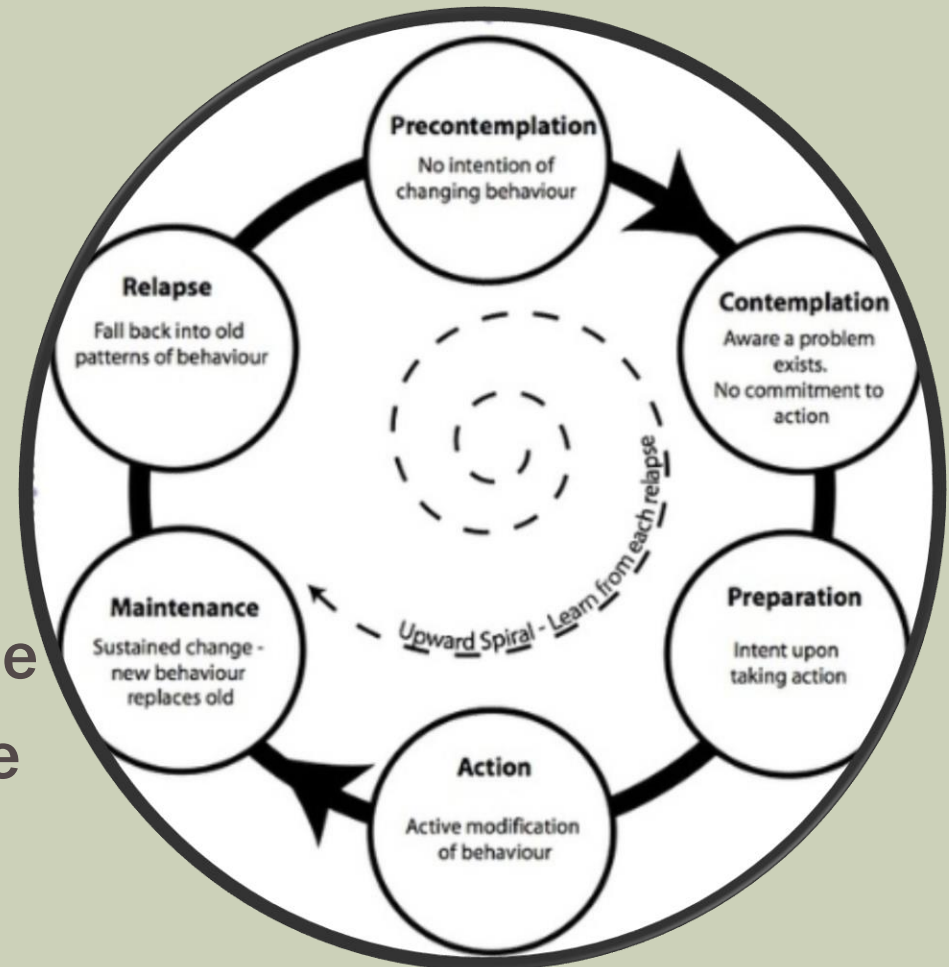 Precontemplation
No intention of
changing behaviour
Contemplation
Aware a problem
exists.
No commitment to
action
Preparation
Intent upon
taking action
Action
Active modification
of behaviour
Maintenance
Sustained change -
new behaviour
replaces old
Relapse
Fall back into old
patterns of behaviour
Upward Spiral - Learn from each relapse
e
e